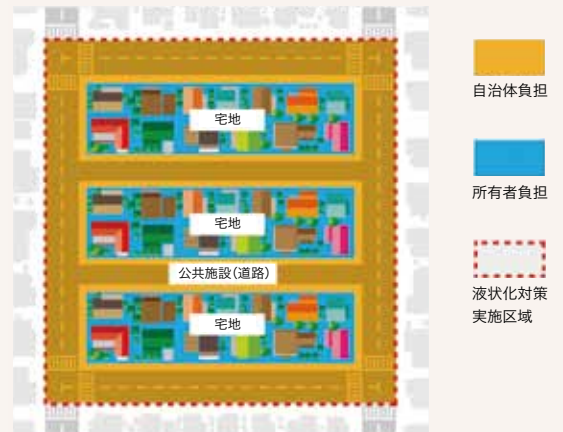 宅地
宅地
公共施設(道路)
宅地
自治体負担
所有者負担
液状化対策
実施区域